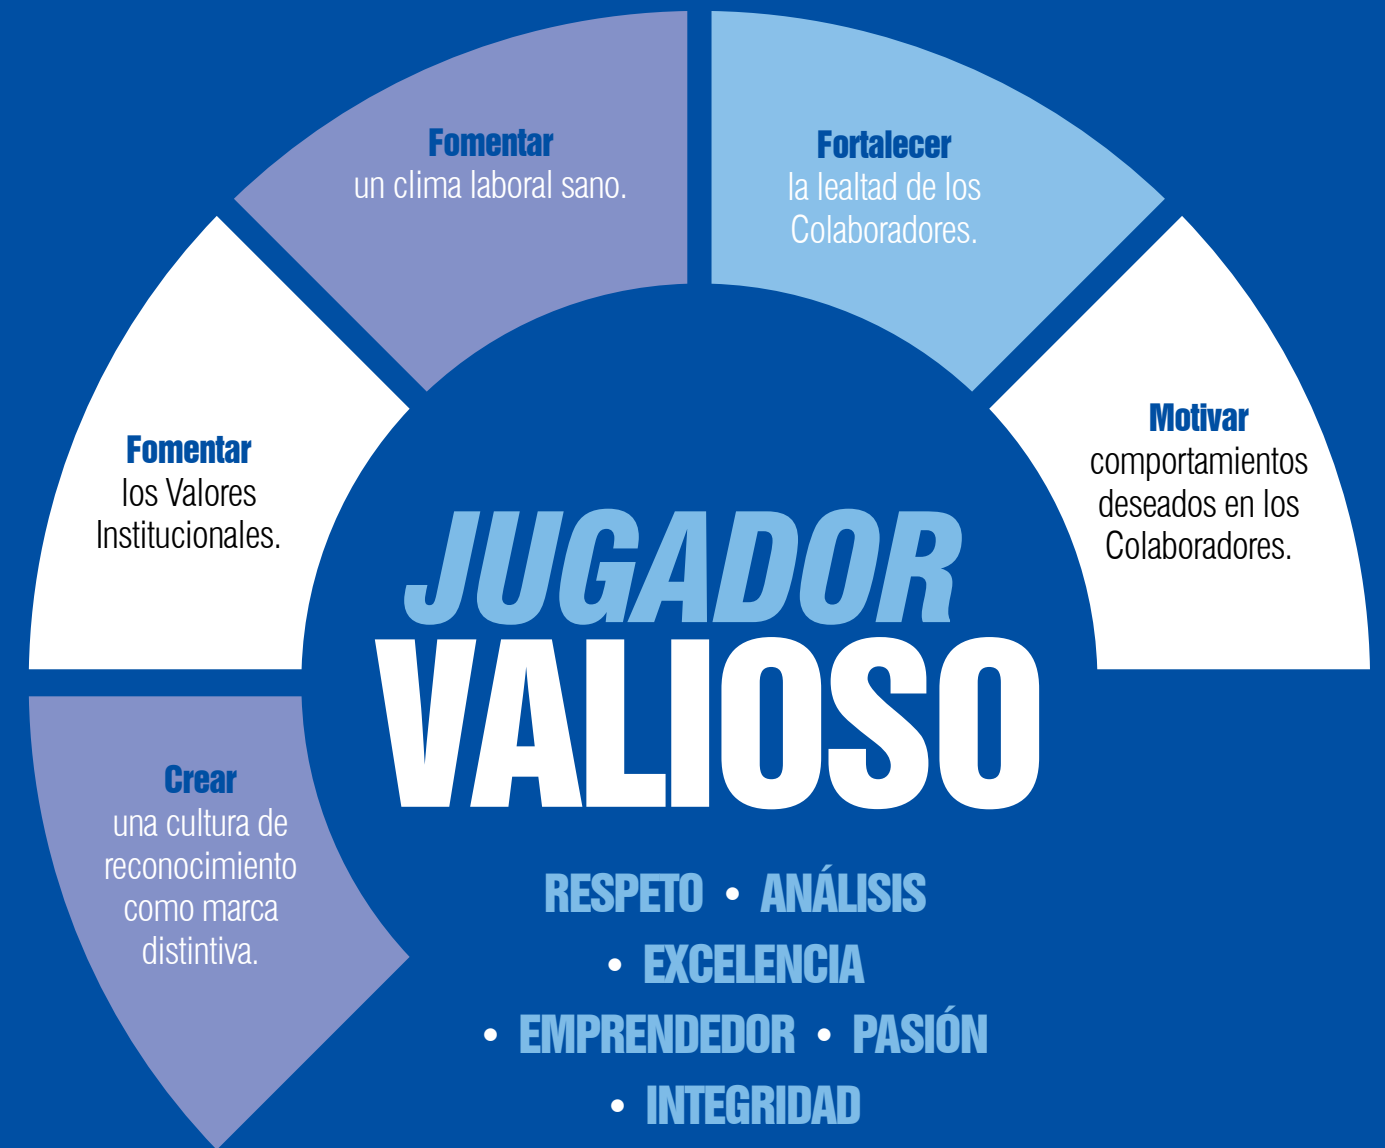 Fomentar
un clima laboral sano.
Fortalecer
la lealtad de los
Colaboradores.
Fomentar
los Valores
Institucionales.
Motivar
comportamientos
deseados en los
Colaboradores.
JUGADOR
VALIOSO
Crear
una cultura de
reconocimiento
como marca
distintiva.
RESPETO • ANÁLISIS
• EXCELENCIA
• EMPRENDEDOR • PASIÓN
• INTEGRIDAD